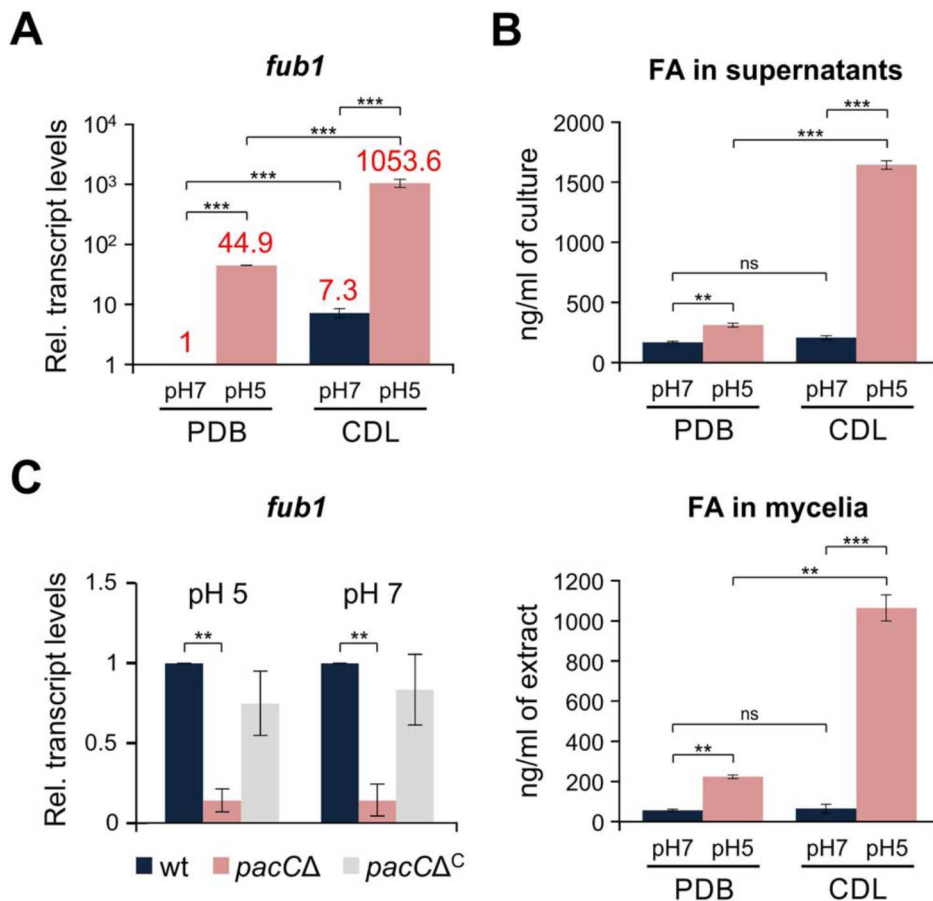 A
fub1
Rel. transcript levels
10⁴
10³
10²
10
1
***
***
***
***
1
44.9
7.3
1053.6
pH7 pH5 pH7 pH5
PDB CDL
B
FA in supernatants
ng/ml of culture
2000
1500
1000
500
0
***
***
ns
**
pH7 pH5 pH7 pH5
PDB CDL
C
fub1
Rel. transcript levels
1.5
1
0.5
0
pH 5 pH 7
** **
wt pacCΔ pacCΔᶜ
FA in mycelia
ng/ml of extract
1200
1000
800
600
400
200
0
***
**
ns
**
pH7 pH5 pH7 pH5
PDB CDL